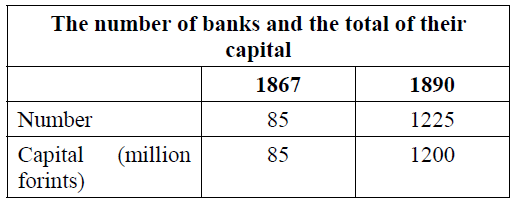 The number of banks and the total of their
capital
1867 1890
Number 85 1225
Capital (million 85 1200
forints)